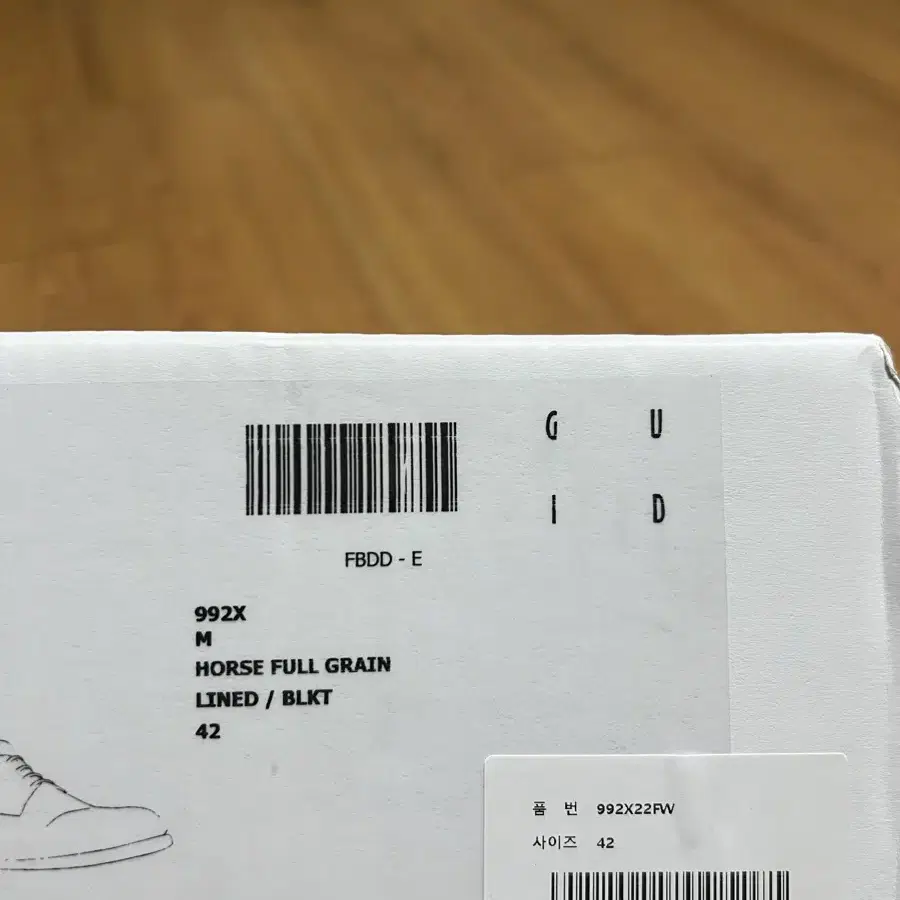 G U
I D
FBDD - E
992X
M
HORSE FULL GRAIN
LINED / BLKT
42
품 번 992X22FW
사이즈 42